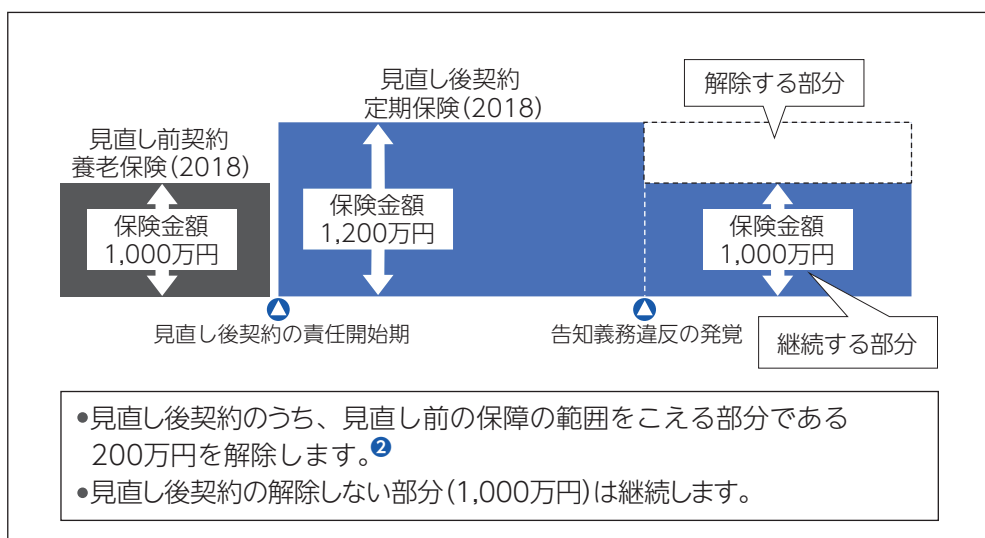 見直し後契約
定期保険(2018)
解除する部分
見直し前契約
養老保険(2018)
保険金額
1,000万円
保険金額
1,200万円
保険金額
1,000万円
見直し後契約の責任開始期
告知義務違反の発覚
継続する部分
●見直し後契約のうち、見直し前の保障の範囲をこえる部分である
200万円を解除します。❷
●見直し後契約の解除しない部分(1,000万円)は継続します。